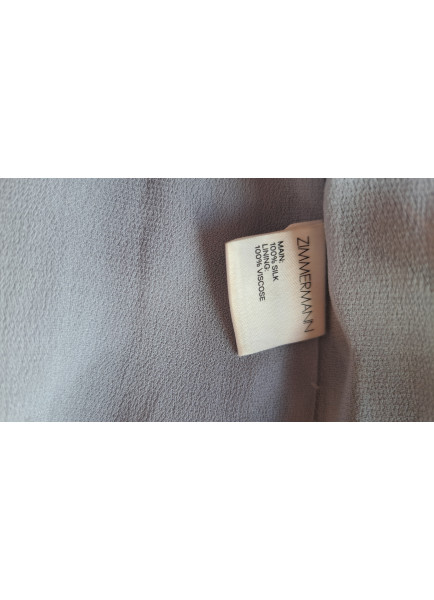 ZIMMERMANN
MAIN:
100% SILK
LINING:
100% VISCOSE